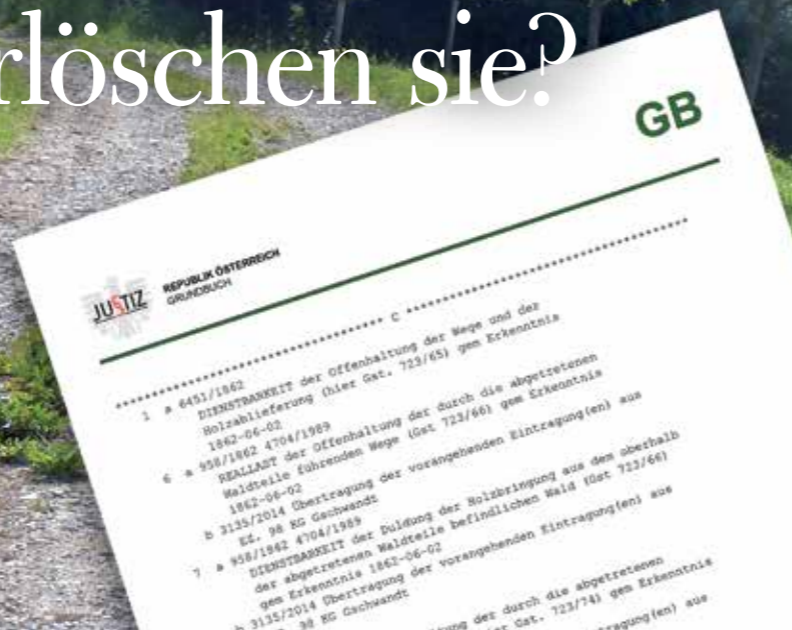 rlöschen sie?
GB
JUSTIZ
REPUBLIK ÖSTERREICH
GRUNDBUCH
********************************** C **********************************
1 a 6451/1862
DIENSTBARKEIT der Offenhaltung der Wege und der
Holzablieferung (hier Gst. 723/65) gem Erkenntnis
1862-06-02
6 a 958/1862 4704/1989
REALLAST der Offenhaltung der durch die abgetretenen
Waldteile führenden Wege (Gst 723/66) gem Erkenntnis
1862-06-02
b 3135/2014 Übertragung der vorangehenden Eintragung(en) aus
EZ. 98 KG Gschwandt
7 a 958/1862 4704/1989
DIENSTBARKEIT der Duldung der Holzbringung aus dem oberhalb
der abgetretenen Waldteile befindlichen Wald (Gst 723/66)
gem Erkenntnis 1862-06-02
b 3135/2014 Übertragung der vorangehenden Eintragung(en) aus
98 KG Gschwandt
ung der durch die abgetretenen
Gst. 723/74) gem Erkenntnis
tragung(en) aus